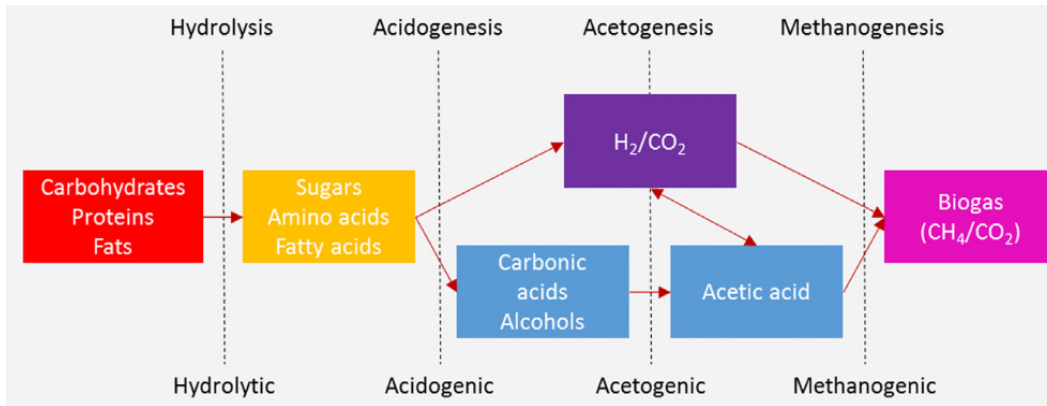 Hydrolysis
Acidogenesis
Acetogenesis
Methanogenesis
H₂/CO₂
Carbohydrates
Proteins
Fats
Sugars
Amino acids
Fatty acids
Biogas
(CH₄/CO₂)
Carbonic
acids
Alcohols
Acetic acid
Hydrolytic
Acidogenic
Acetogenic
Methanogenic